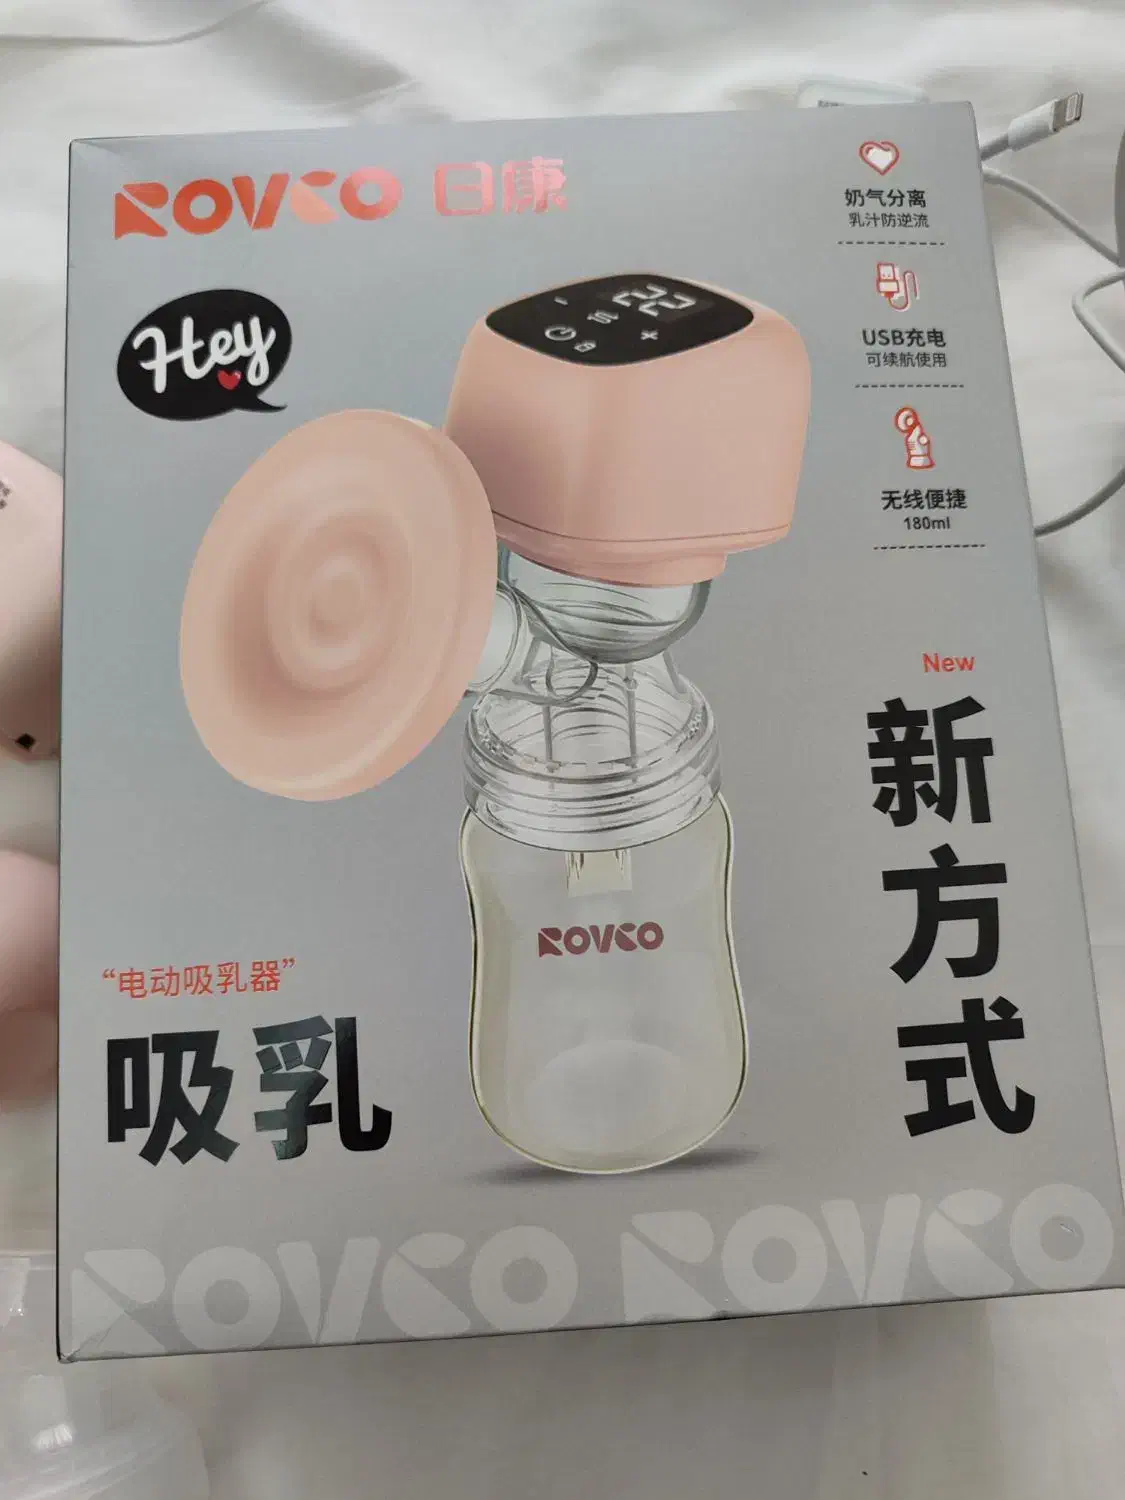 ROVCO 日康
Hey
奶气分离
乳汁防逆流
USB充电
可续航使用
无线便捷
180ml
22
New
新方式
ROVCO
“电动吸乳器”
吸乳
ROVCO ROVCO